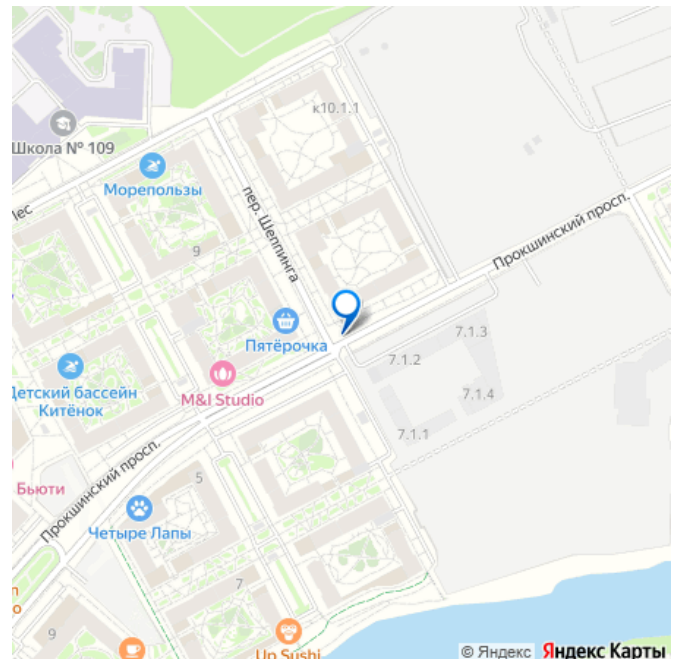 к10.1.1
Школа № 109
Морепользы
лес
пер. Шеппинга
9
Прокшинский просп.
Пятёрочка
7.1.3
7.1.2
Детский бассейн
Китёнок
M&I Studio
7.1.4
7.1.1
Прокшинский просп.
Бьюти
5
Четыре Лапы
7
9
Up Sushi
© Яндекс Яндекс Карты